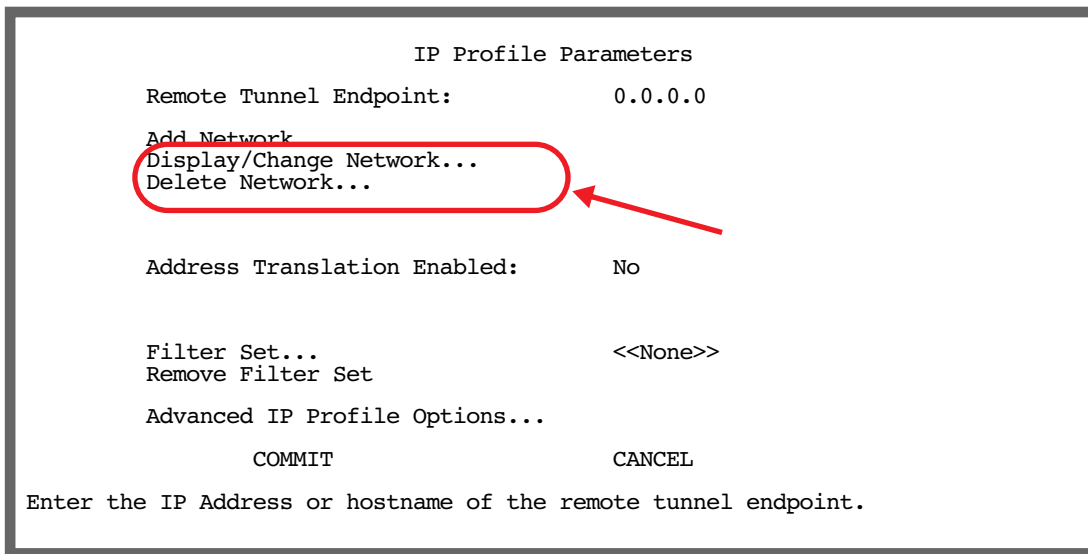 IP Profile Parameters
Remote Tunnel Endpoint: 0.0.0.0
Add Network
Display/Change Network...
Delete Network...
Address Translation Enabled: No
Filter Set... <<None>>
Remove Filter Set
Advanced IP Profile Options...
COMMIT CANCEL
Enter the IP Address or hostname of the remote tunnel endpoint.